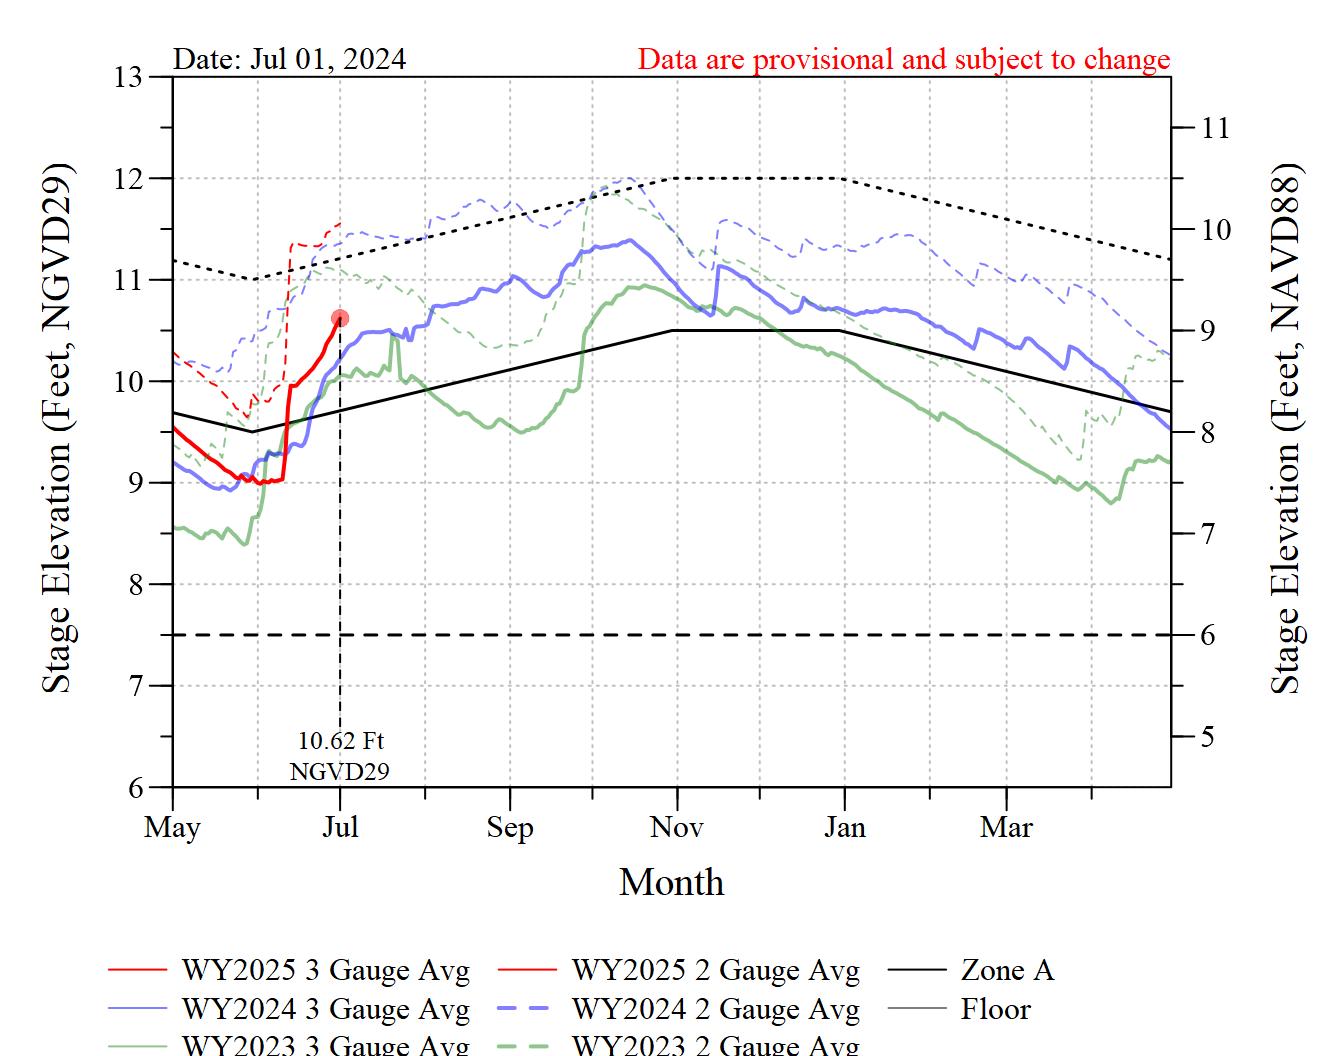 Date: Jul 01, 2024
Data are provisional and subject to change
Stage Elevation (Feet, NGVD29)
13
12
11
10
9
8
7
6
11
10
9
8
7
6
5
Stage Elevation (Feet, NAVD88)
10.62 Ft
NGVD29
May Jul Sep Nov Jan Mar
Month
WY2025 3 Gauge Avg WY2025 2 Gauge Avg Zone A
WY2024 3 Gauge Avg WY2024 2 Gauge Avg Floor
WY2023 3 Gauge Avg WY2023 2 Gauge Avg